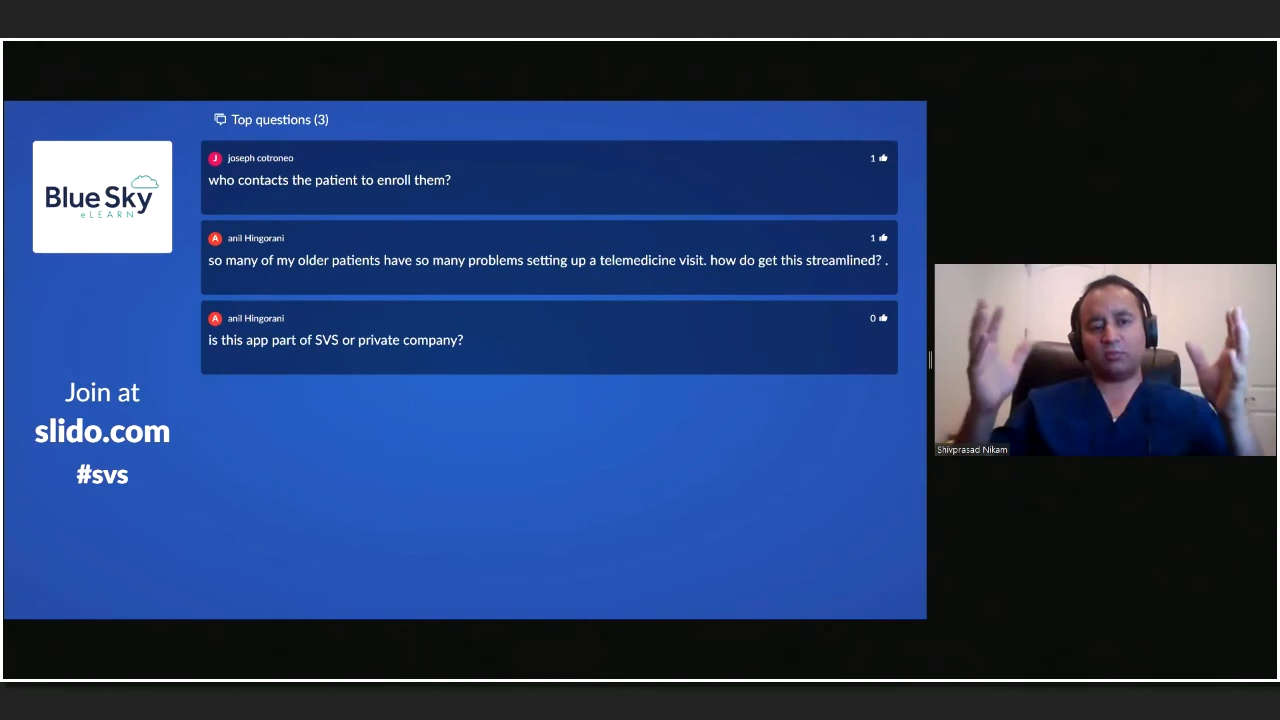 Top questions (3)
Blue Sky
eLEARN
J
joseph cotroneo
1
who contacts the patient to enroll them?
A
anil Hingorani
1
so many of my older patients have so many problems setting up a telemedicine visit. how do get this streamlined? .
A
anil Hingorani
0
is this app part of SVS or private company?
Join at
slido.com
#svs
Shivprasad Nikam